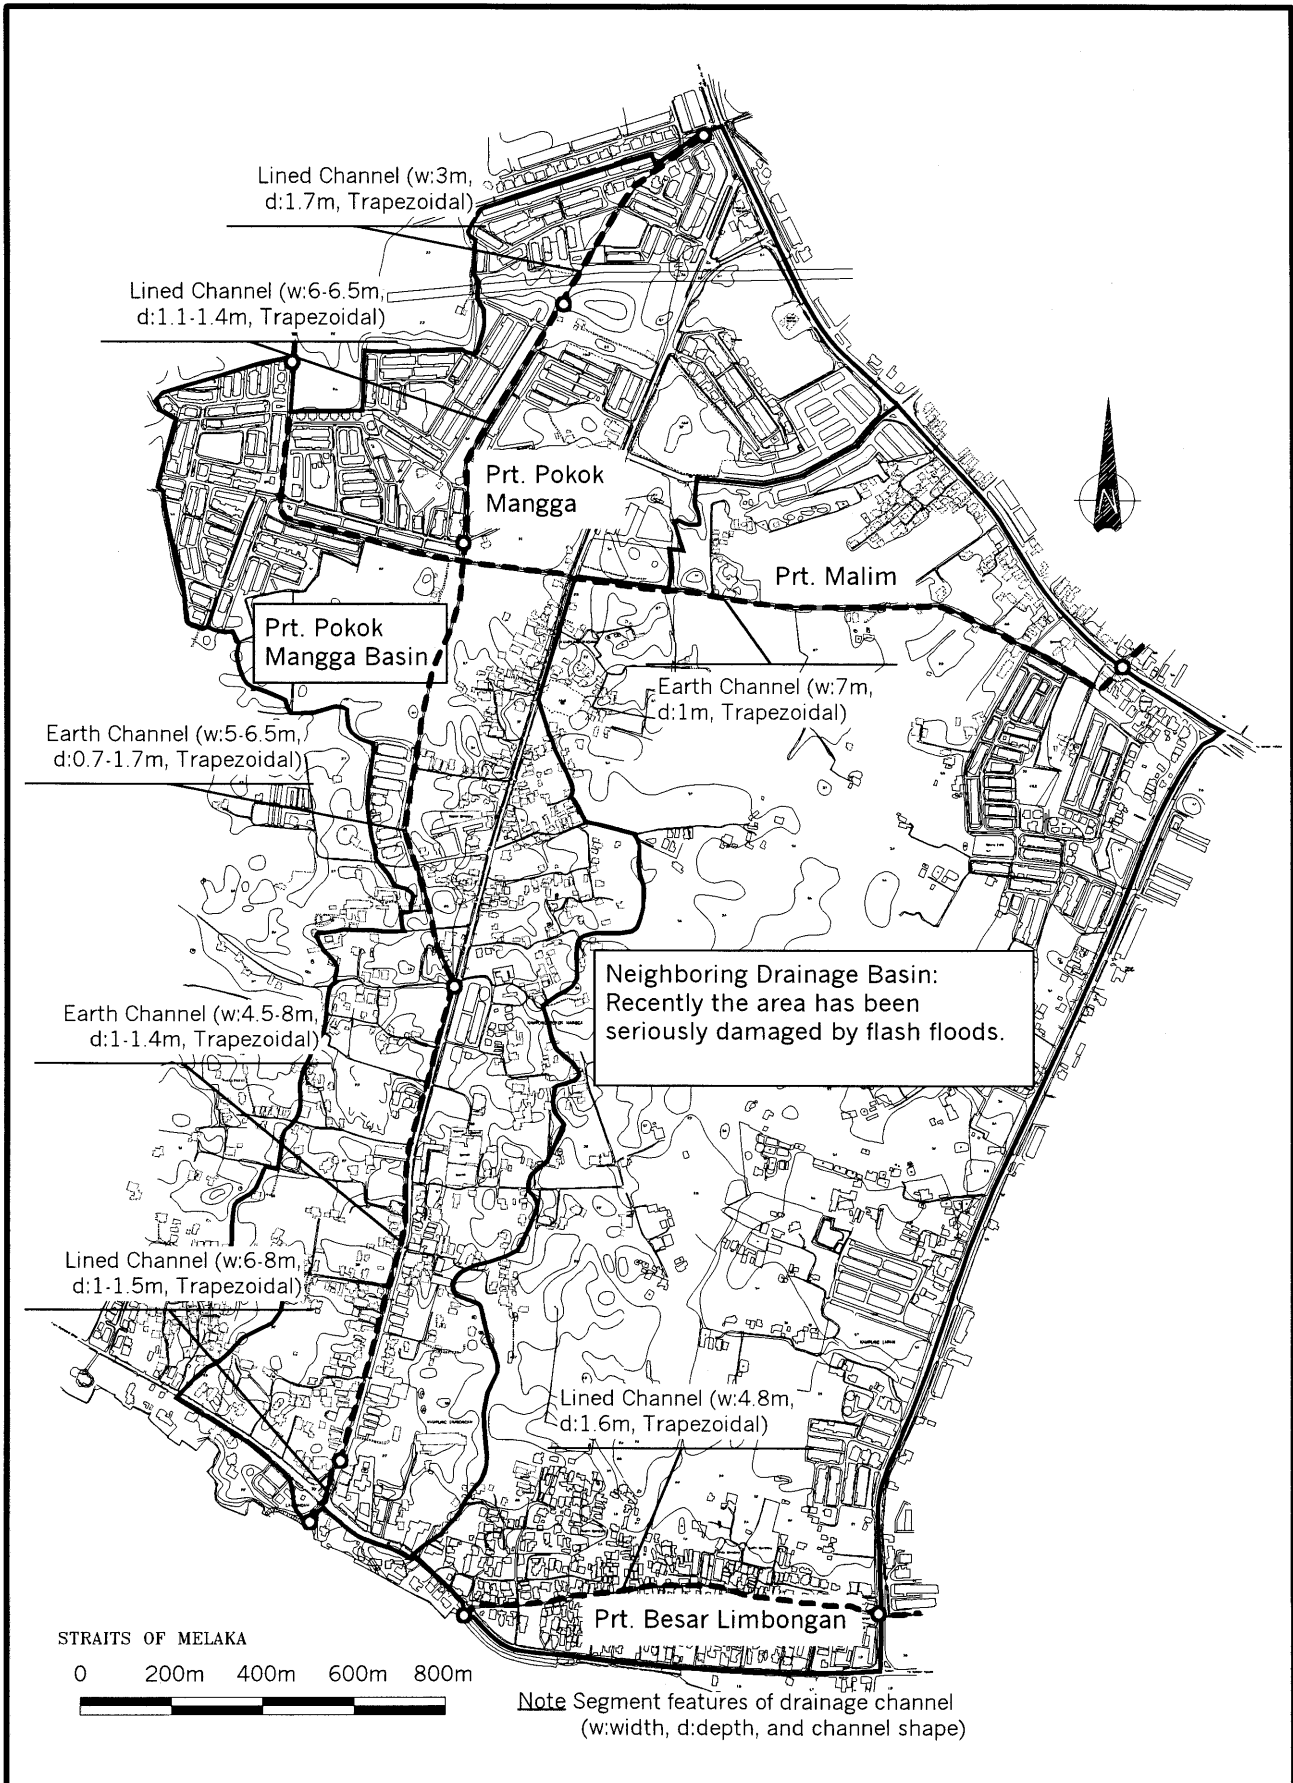 Lined Channel (w:3m,
d:1.7m, Trapezoidal)
Lined Channel (w:6-6.5m,
d:1.1-1.4m, Trapezoidal)
Prt. Pokok
Mangga
N
Prt. Malim
Prt. Pokok
Mangga Basin
Earth Channel (w:7m,
d:1m, Trapezoidal)
Earth Channel (w:5-6.5m,
d:0.7-1.7m, Trapezoidal)
Neighboring Drainage Basin:
Recently the area has been
seriously damaged by flash floods.
Earth Channel (w:4.5-8m,
d:1-1.4m, Trapezoidal)
Lined Channel (w:6-8m,
d:1-1.5m, Trapezoidal)
Lined Channel (w:4.8m,
d:1.6m, Trapezoidal)
Prt. Besar Limbongan
STRAITS OF MELAKA
0 200m 400m 600m 800m
Note Segment features of drainage channel
(w:width, d:depth, and channel shape)